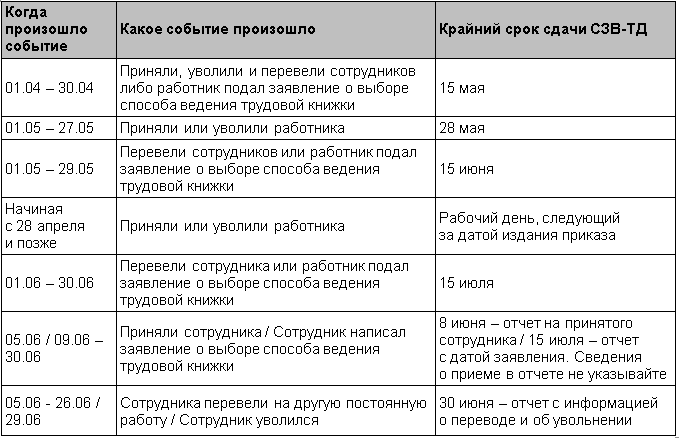 Когда
произошло
событие
Какое событие произошло
Крайний срок сдачи СЗВ-ТД
01.04 – 30.04
Приняли, уволили и перевели сотрудников
либо работник подал заявление о выборе
способа ведения трудовой книжки
15 мая
01.05 – 27.05
Приняли или уволили работника
28 мая
01.05 – 29.05
Перевели сотрудников или работник подал
заявление о выборе способа ведения
трудовой книжки
15 июня
Начиная
с 28 апреля
и позже
Приняли или уволили работника
Рабочий день, следующий
за датой издания приказа
01.06 – 30.06
Перевели сотрудника или работник подал
заявление о выборе способа ведения
трудовой книжки
15 июля
05.06 / 09.06 –
30.06
Приняли сотрудника / Сотрудник написал
заявление о выборе способа ведения
трудовой книжки
8 июня – отчет на принятого
сотрудника / 15 июля – отчет
с датой заявления. Сведения
о приеме в отчете не указывайте
05.06 - 26.06 /
29.06
Сотрудника перевели на другую постоянную
работу / Сотрудник уволился
30 июня – отчет с информацией
о переводе и об увольнении